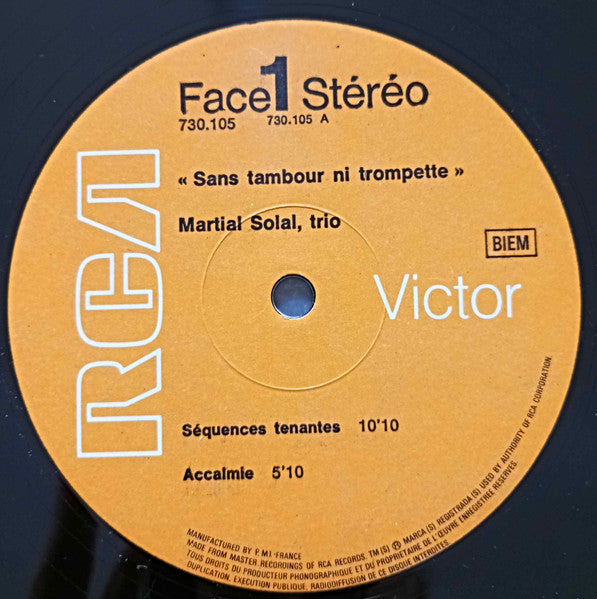 Face 1 Stéréo
730.105 730.105 A
« Sans tambour ni trompette »
Martial Solal, trio
BIEM
RCA Victor
Séquences tenantes 10'10
Accalmie 5'10
MANUFACTURED BY P.M.I-FRANCE
MADE FROM MASTER RECORDINGS OF RCA RECORDS. TM(S) ® MARCA(S) REGISTRADA(S) USED BY AUTHORITY OF RCA CORPORATION.
TOUS DROITS DU PRODUCTEUR PHONOGRAPHIQUE ET DU PROPRIETAIRE DE L'ŒUVRE ENREGISTREE RESERVES.
DUPLICATION, EXECUTION PUBLIQUE, RADIODIFFUSION DE CE DISQUE INTERDITES